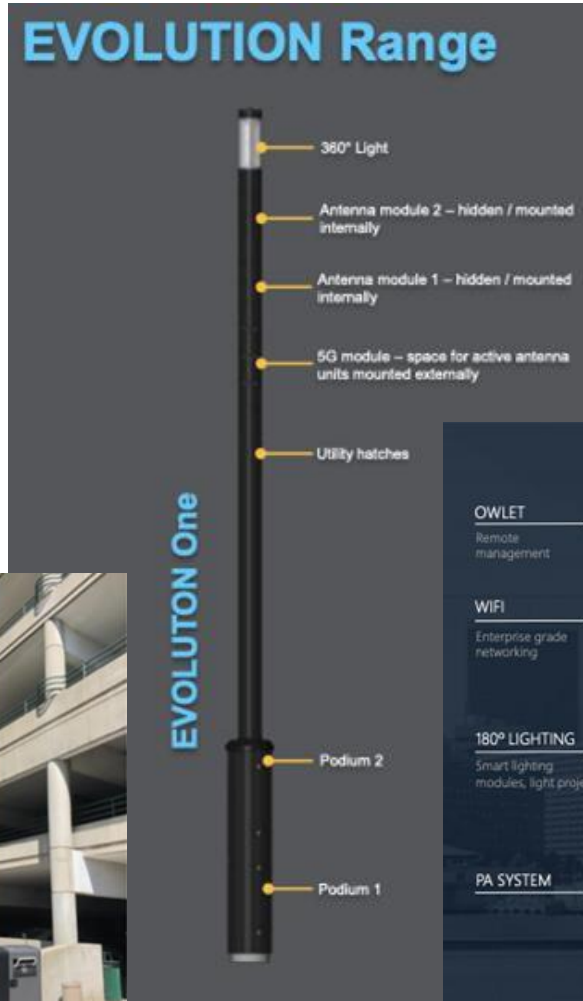 EVOLUTION Range
360° Light
Antenna module 2 – hidden / mounted
internally
Antenna module 1 – hidden / mounted
internally
5G module – space for active antenna
units mounted externally
Utility hatches
EVOLUTON One
Podium 2
Podium 1
OWLET
Remote
management
WIFI
Enterprise grade
networking
180º LIGHTING
Smart lighting
modules, light proje
PA SYSTEM